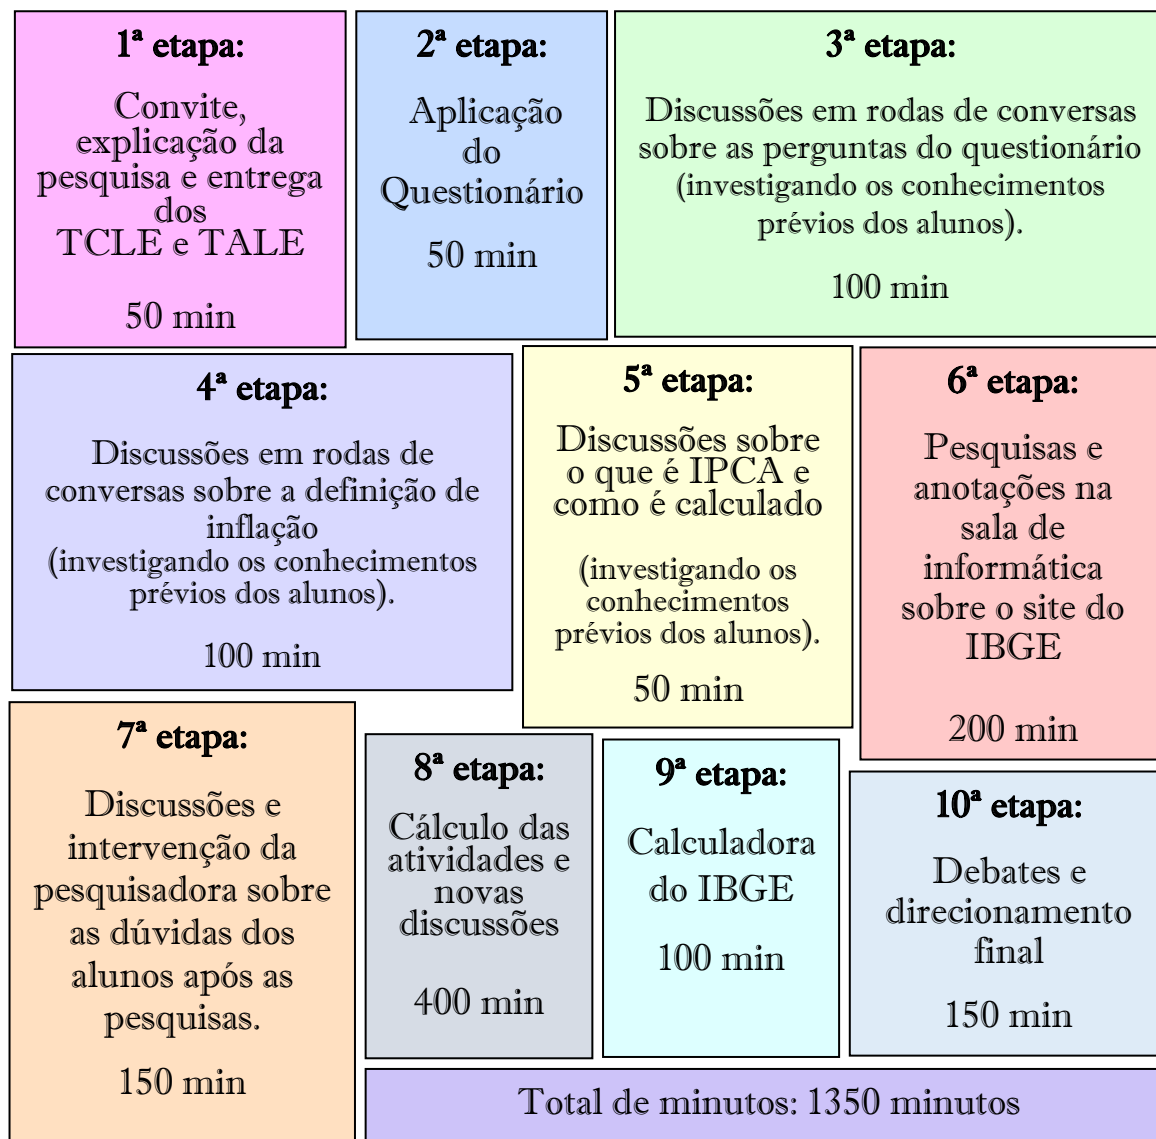 1ª etapa:
Convite,
explicação da
pesquisa e entrega
dos
TCLE e TALE
50 min
2ª etapa:
Aplicação
do
Questionário
50 min
3ª etapa:
Discussões em rodas de conversas
sobre as perguntas do questionário
(investigando os conhecimentos
prévios dos alunos).
100 min
4ª etapa:
Discussões em rodas de
conversas sobre a definição de
inflação
(investigando os conhecimentos
prévios dos alunos).
100 min
5ª etapa:
Discussões sobre
o que é IPCA e
como é calculado
(investigando os
conhecimentos
prévios dos alunos).
50 min
6ª etapa:
Pesquisas e
anotações na
sala de
informática
sobre o site do
IBGE
200 min
7ª etapa:
Discussões e
intervenção da
pesquisadora sobre
as dúvidas dos
alunos após as
pesquisas.
150 min
8ª etapa:
Cálculo das
atividades e
novas
discussões
400 min
9ª etapa:
Calculadora
do IBGE
100 min
10ª etapa:
Debates e
direcionamento
final
150 min
Total de minutos: 1350 minutos